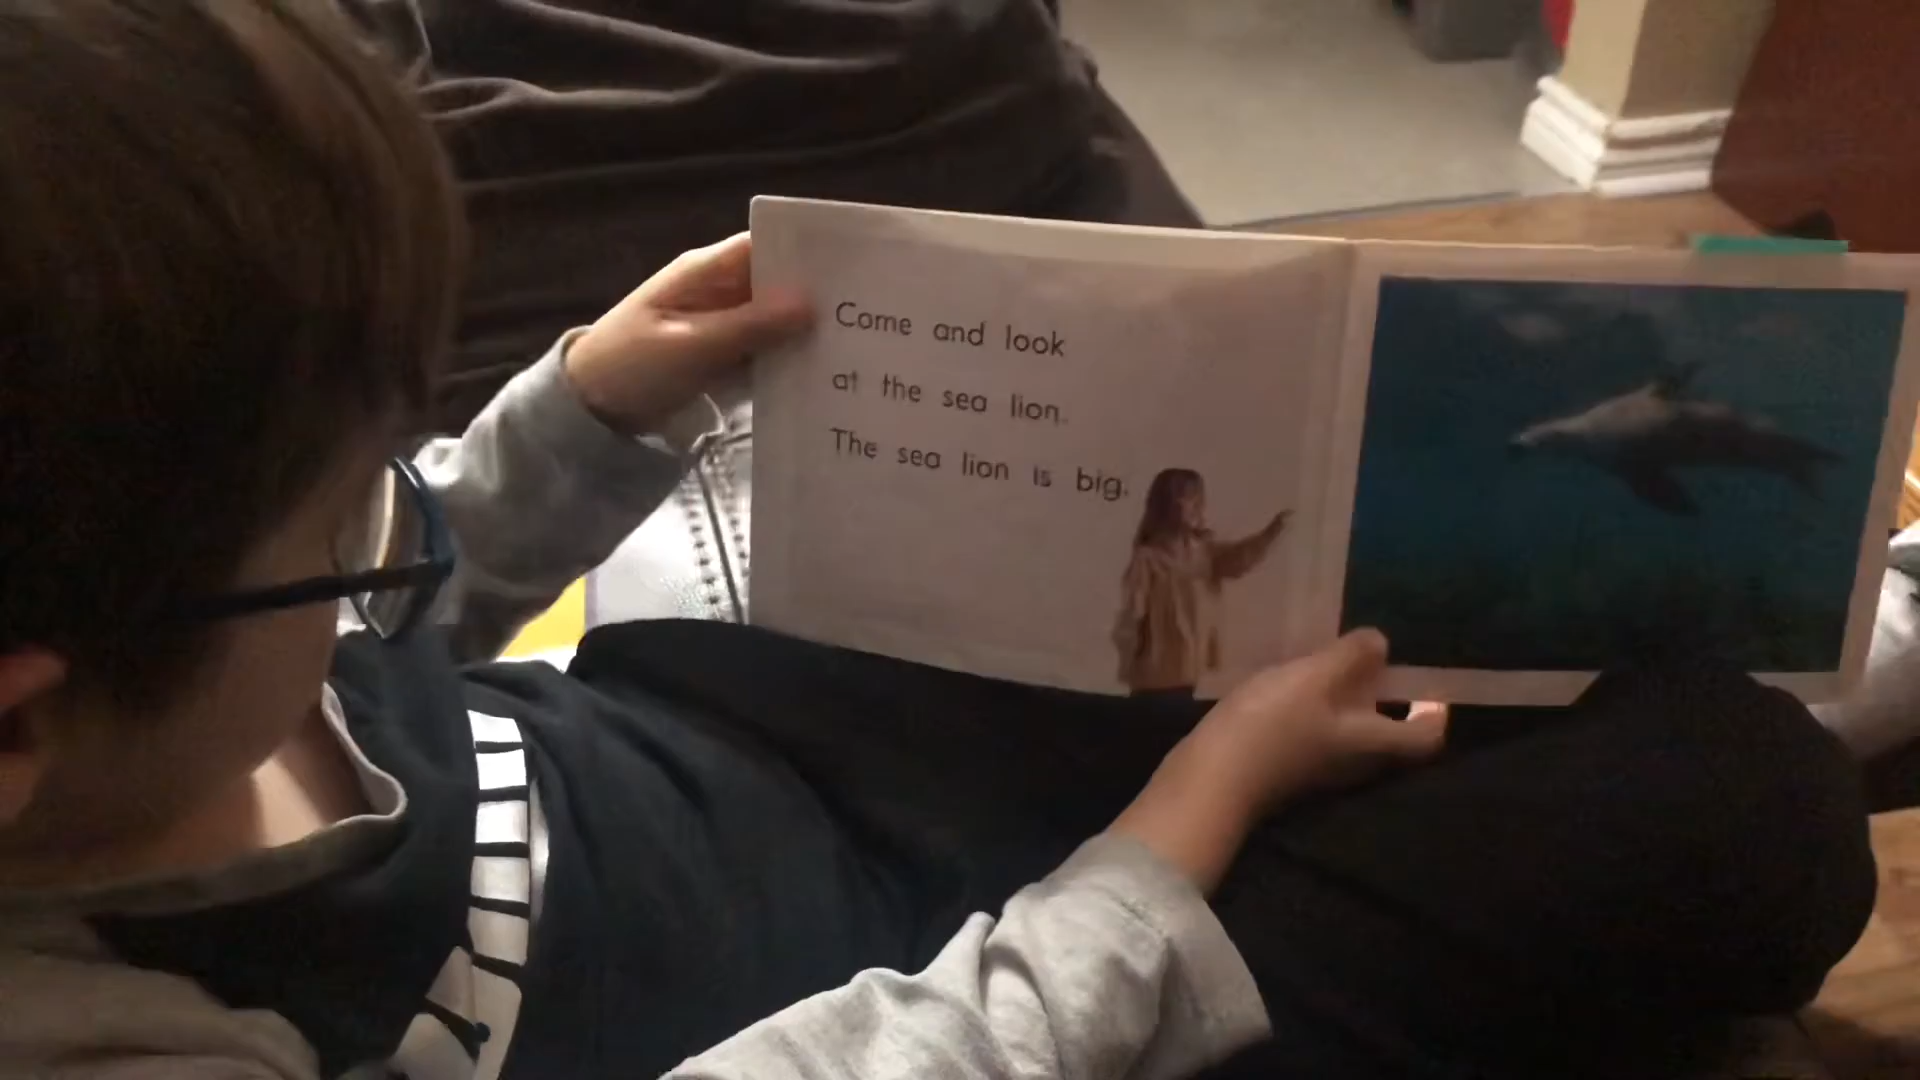 Come and look
at the sea lion.
The sea lion is big.